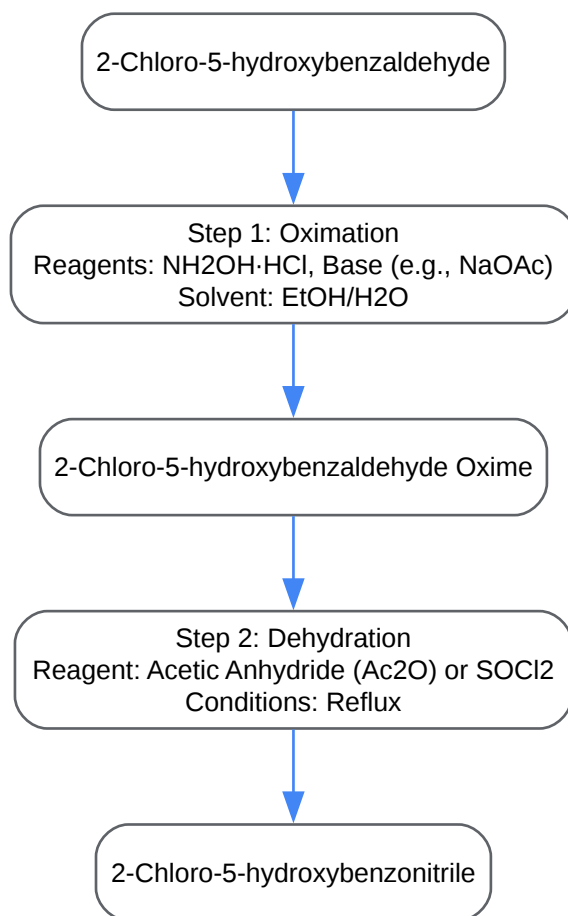 2-Chloro-5-hydroxybenzaldehyde
Step 1: Oximation
Reagents: NH2OH·HCl, Base (e.g., NaOAc)
Solvent: EtOH/H2O
2-Chloro-5-hydroxybenzaldehyde Oxime
Step 2: Dehydration
Reagent: Acetic Anhydride (Ac2O) or SOCl2
Conditions: Reflux
2-Chloro-5-hydroxybenzonitrile